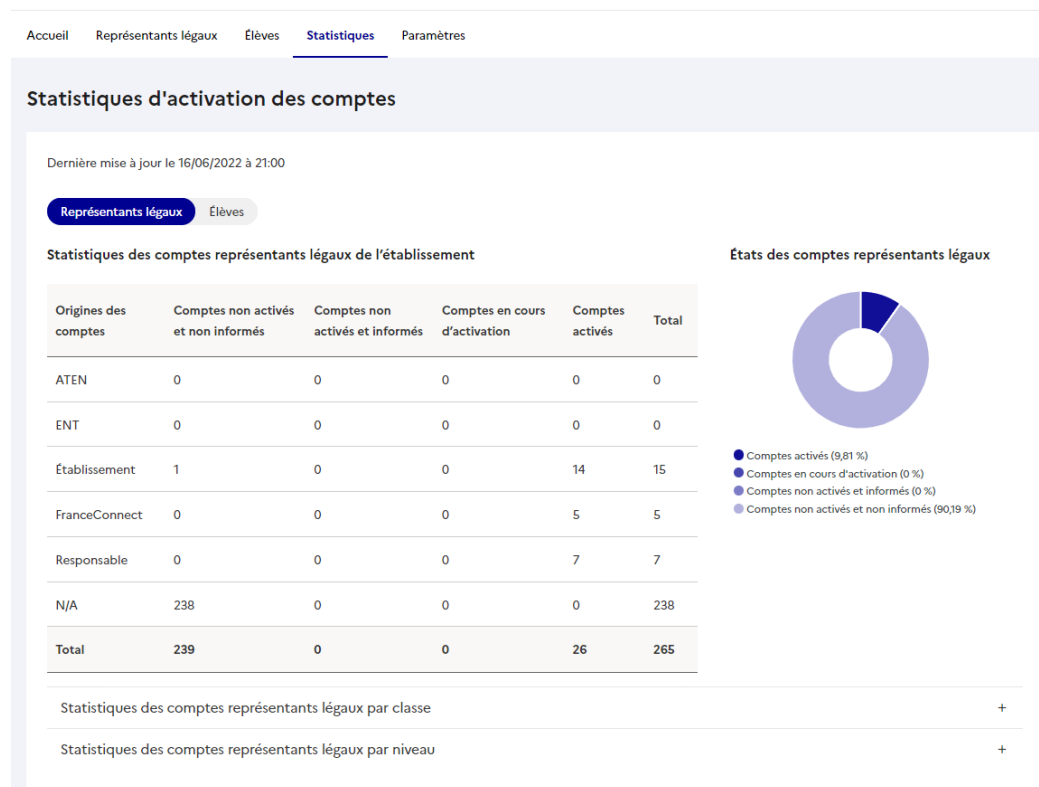 Accueil Représentants légaux Élèves Statistiques Paramètres
Statistiques d'activation des comptes
Dernière mise à jour le 16/06/2022 à 21:00
Représentants légaux Élèves
Statistiques des comptes représentants légaux de l'établissement
Origines des comptes Comptes non activés et non informés Comptes non activés et informés Comptes en cours d'activation Comptes activés Total
ATEN 0 0 0 0 0
ENT 0 0 0 0 0
Établissement 1 0 0 14 15
FranceConnect 0 0 0 5 5
Responsable 0 0 0 7 7
N/A 238 0 0 0 238
Total 239 0 0 26 265
États des comptes représentants légaux
Comptes activés (9,81 %)
Comptes en cours d'activation (0 %)
Comptes non activés et informés (0 %)
Comptes non activés et non informés (90,19 %)
Statistiques des comptes représentants légaux par classe +
Statistiques des comptes représentants légaux par niveau +